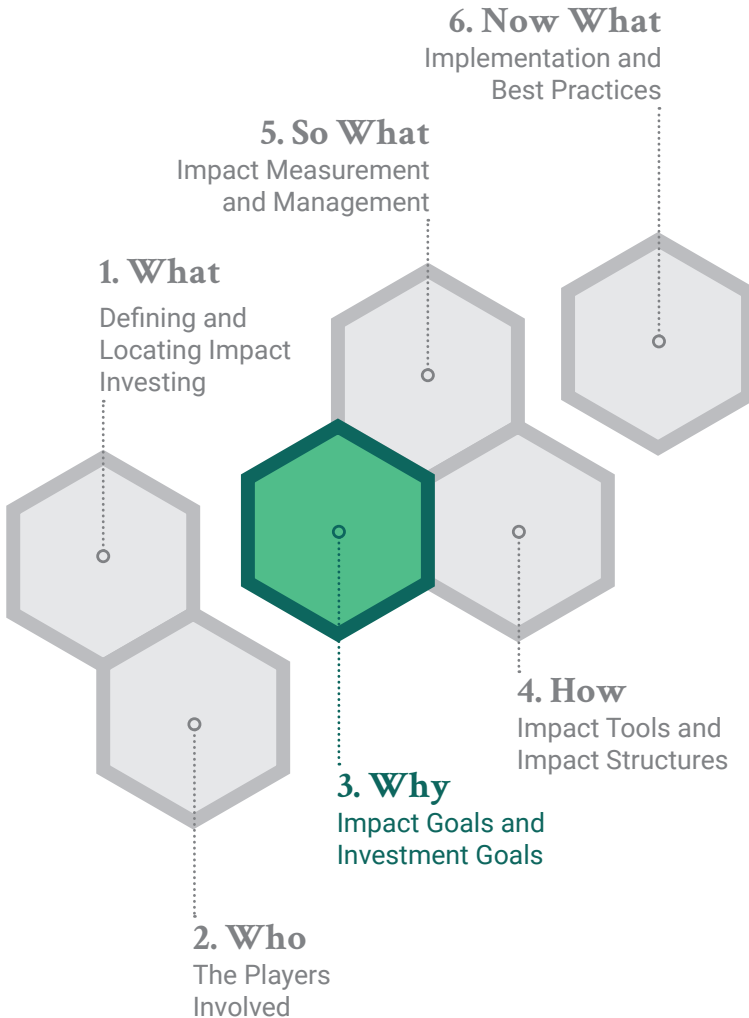 6. Now What
Implementation and
Best Practices
5. So What
Impact Measurement
and Management
1. What
Defining and
Locating Impact
Investing
4. How
Impact Tools and
Impact Structures
3. Why
Impact Goals and
Investment Goals
2. Who
The Players
Involved